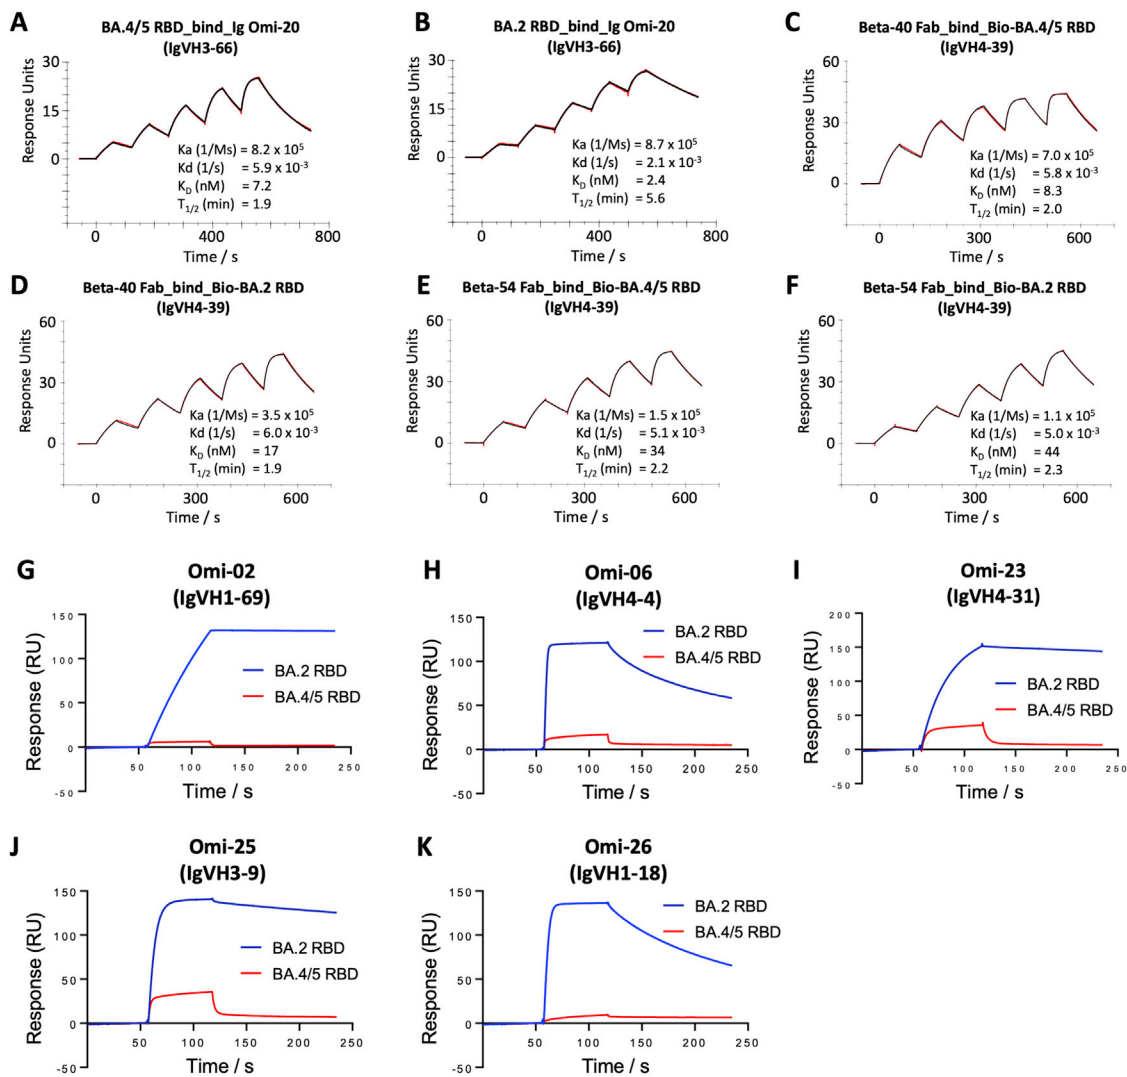 A
BA.4/5 RBD_bind_Ig Omi-20
(IgVH3-66)
Response Units
30
15
0
Ka (1/Ms) = 8.2 x 10⁵
Kd (1/s) = 5.9 x 10⁻³
K_D (nM) = 7.2
T_1/2 (min) = 1.9
0 400 800
Time / s
B
BA.2 RBD_bind_Ig Omi-20
(IgVH3-66)
Response Units
30
15
0
Ka (1/Ms) = 8.7 x 10⁵
Kd (1/s) = 2.1 x 10⁻³
K_D (nM) = 2.4
T_1/2 (min) = 5.6
0 400 800
Time / s
C
Beta-40 Fab_bind_Bio-BA.4/5 RBD
(IgVH4-39)
Response Units
60
30
0
Ka (1/Ms) = 7.0 x 10⁵
Kd (1/s) = 5.8 x 10⁻³
K_D (nM) = 8.3
T_1/2 (min) = 2.0
0 300 600
Time / s
D
Beta-40 Fab_bind_Bio-BA.2 RBD
(IgVH4-39)
Response Units
60
30
0
Ka (1/Ms) = 3.5 x 10⁵
Kd (1/s) = 6.0 x 10⁻³
K_D (nM) = 17
T_1/2 (min) = 1.9
0 300 600
Time / s
E
Beta-54 Fab_bind_Bio-BA.4/5 RBD
(IgVH4-39)
Response Units
60
30
0
Ka (1/Ms) = 1.5 x 10⁵
Kd (1/s) = 5.1 x 10⁻³
K_D (nM) = 34
T_1/2 (min) = 2.2
0 300 600
Time / s
F
Beta-54 Fab_bind_Bio-BA.2 RBD
(IgVH4-39)
Response Units
60
30
0
Ka (1/Ms) = 1.1 x 10⁵
Kd (1/s) = 5.0 x 10⁻³
K_D (nM) = 44
T_1/2 (min) = 2.3
0 300 600
Time / s
G
Omi-02
(IgVH1-69)
Response (RU)
150
100
50
0
-50
BA.2 RBD
BA.4/5 RBD
50 100 150 200 250
Time / s
H
Omi-06
(IgVH4-4)
Response (RU)
150
100
50
0
-50
BA.2 RBD
BA.4/5 RBD
50 100 150 200 250
Time / s
I
Omi-23
(IgVH4-31)
Response (RU)
200
150
100
50
0
-50
BA.2 RBD
BA.4/5 RBD
50 100 150 200 250
Time / s
J
Omi-25
(IgVH3-9)
Response (RU)
150
100
50
0
-50
BA.2 RBD
BA.4/5 RBD
50 100 150 200 250
Time / s
K
Omi-26
(IgVH1-18)
Response (RU)
150
100
50
0
-50
BA.2 RBD
BA.4/5 RBD
50 100 150 200 250
Time / s